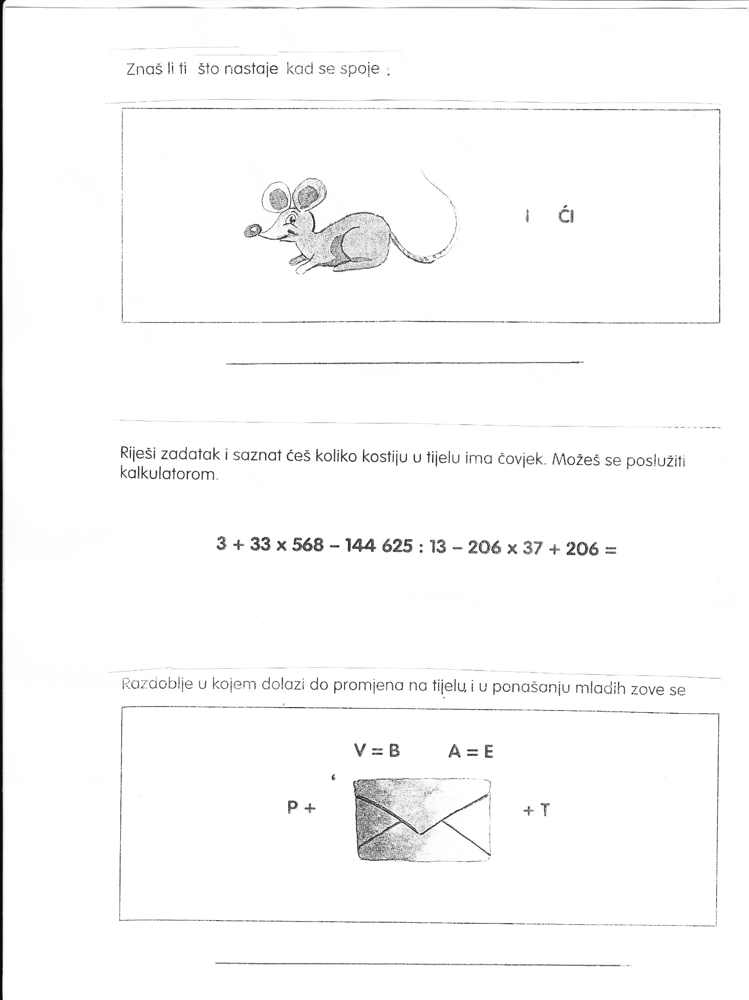 Znaš li ti što nastaje kad se spoje :
i ĆI
Riješi zadatak i saznat ćeš koliko kostiju u tijelu ima čovjek. Možeš se poslužiti
kalkulatorom.
3 + 33 x 568 – 144 625 : 13 – 206 x 37 + 206 =
Razdoblje u kojem dolazi do promjena na tijelu i u ponašanju mladih zove se
V = B A = E
‘
P + + T